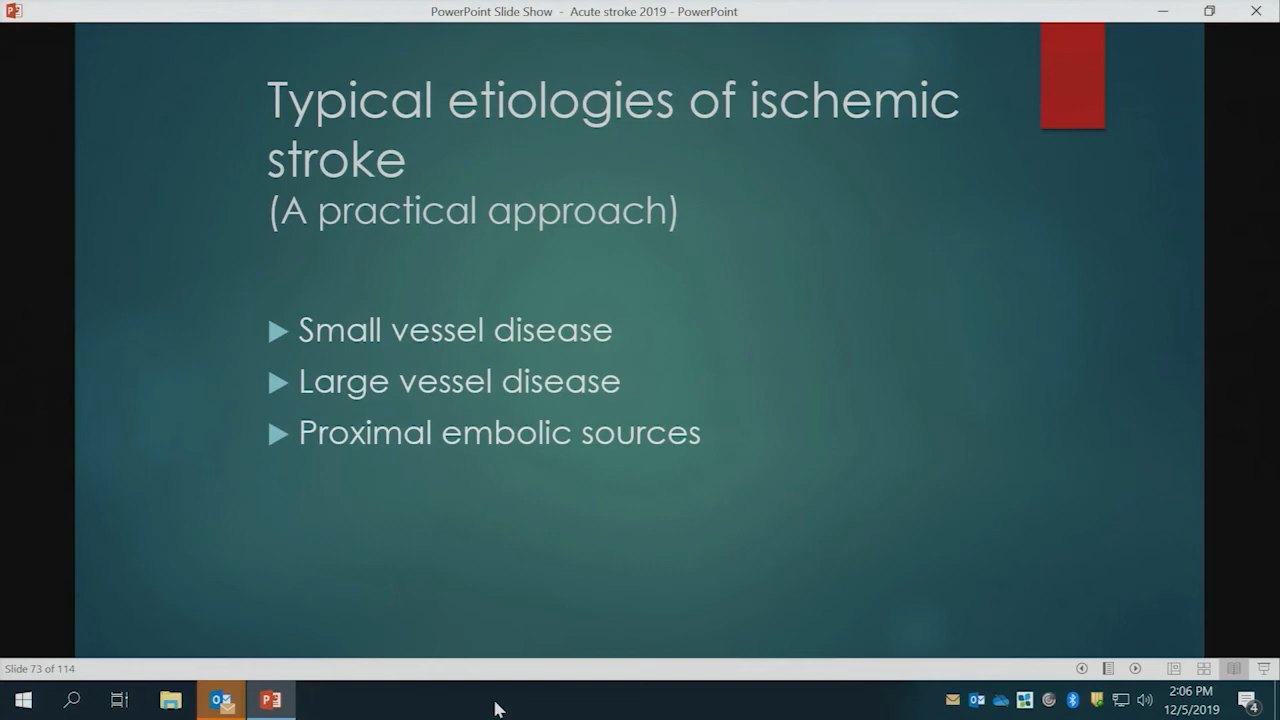 PowerPoint Slide Show - Acute stroke 2019 - PowerPoint
Typical etiologies of ischemic
stroke
(A practical approach)
Small vessel disease
Large vessel disease
Proximal embolic sources
Slide 73 of 114
2:06 PM
12/5/2019
4